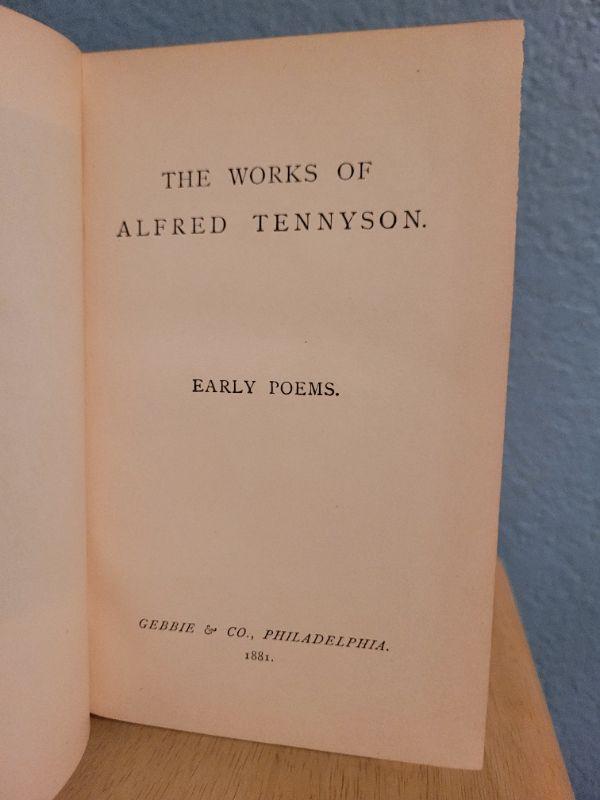 THE WORKS OF
ALFRED TENNYSON.
EARLY POEMS.
GEBBIE & CO., PHILADELPHIA.
1881.